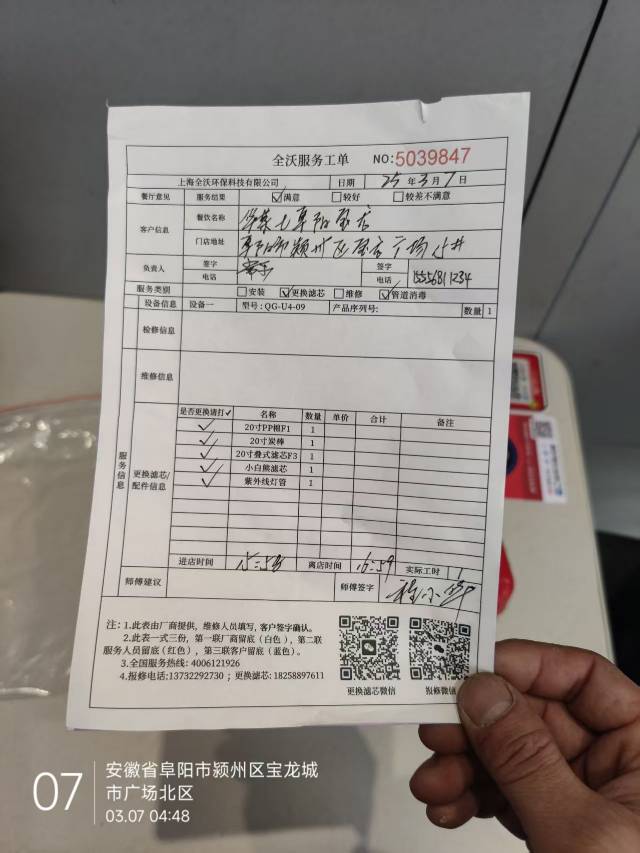 全沃服务工单 NO:5039847
上海全沃环保科技有限公司 日期 25年3月7日
餐厅意见 服务结果 ☑满意 □较好 □较差不满意
客户信息 餐饮名称
门店地址 阜阳市颍州区宝龙广场
负责人 签字 签字
电话 电话 15556811234
服务类别 □安装 ☑更换滤芯 □维修 ☑管道消毒
设备信息 设备一 型号: QG-U4-09 产品序列号: 数量 1
检修信息
维修信息
服务信息
更换滤芯/配件信息
是否更换请打✓ 名称 数量 单价 合计 备注
✓ 20寸PP棉F1 1
✓ 20寸炭棒 1
✓ 20寸叠式滤芯F3 1
✓ 小白熊滤芯 1
✓ 紫外线灯管 1
进店时间 离店时间 16:59 实际工时 1
师傅建议 师傅签字
注: 1.此表由厂商提供, 维修人员填写, 客户签字确认。
2.此表一式三份, 第一联厂商留底(白色), 第二联
服务人员留底(红色), 第三联客户留底(蓝色)。
3.全国服务热线: 4006121926
4.报修电话:13732292730; 更换滤芯: 18258897611
更换滤芯微信 报修微信
07
安徽省阜阳市颍州区宝龙城
市广场北区
03.07 04:48